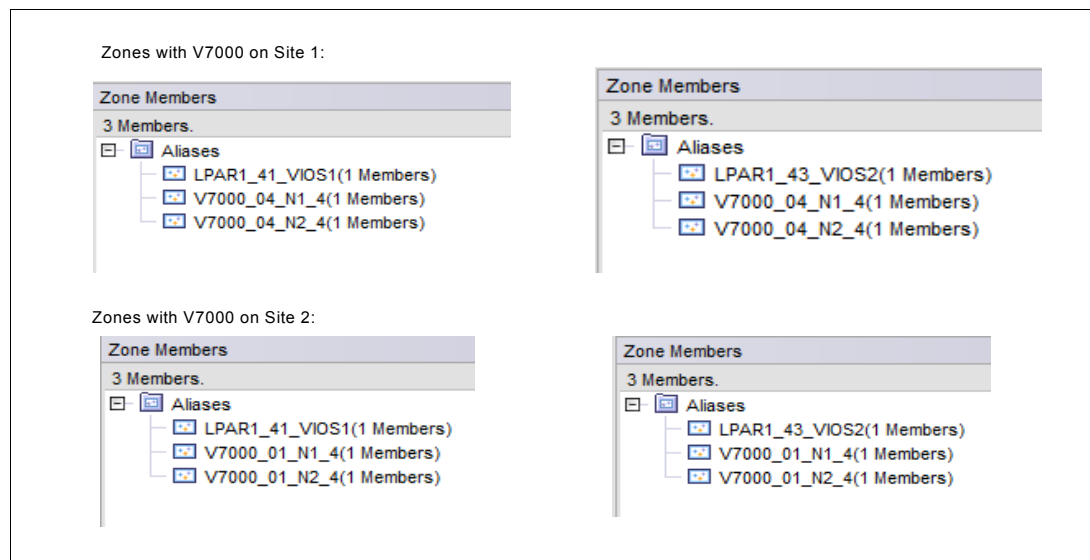 Zones with V7000 on Site 1:
Zone Members
3 Members.
Aliases
LPAR1_41_VIOS1(1 Members)
V7000_04_N1_4(1 Members)
V7000_04_N2_4(1 Members)
Zone Members
3 Members.
Aliases
LPAR1_43_VIOS2(1 Members)
V7000_04_N1_4(1 Members)
V7000_04_N2_4(1 Members)
Zones with V7000 on Site 2:
Zone Members
3 Members.
Aliases
LPAR1_41_VIOS1(1 Members)
V7000_01_N1_4(1 Members)
V7000_01_N2_4(1 Members)
Zone Members
3 Members.
Aliases
LPAR1_43_VIOS2(1 Members)
V7000_01_N1_4(1 Members)
V7000_01_N2_4(1 Members)